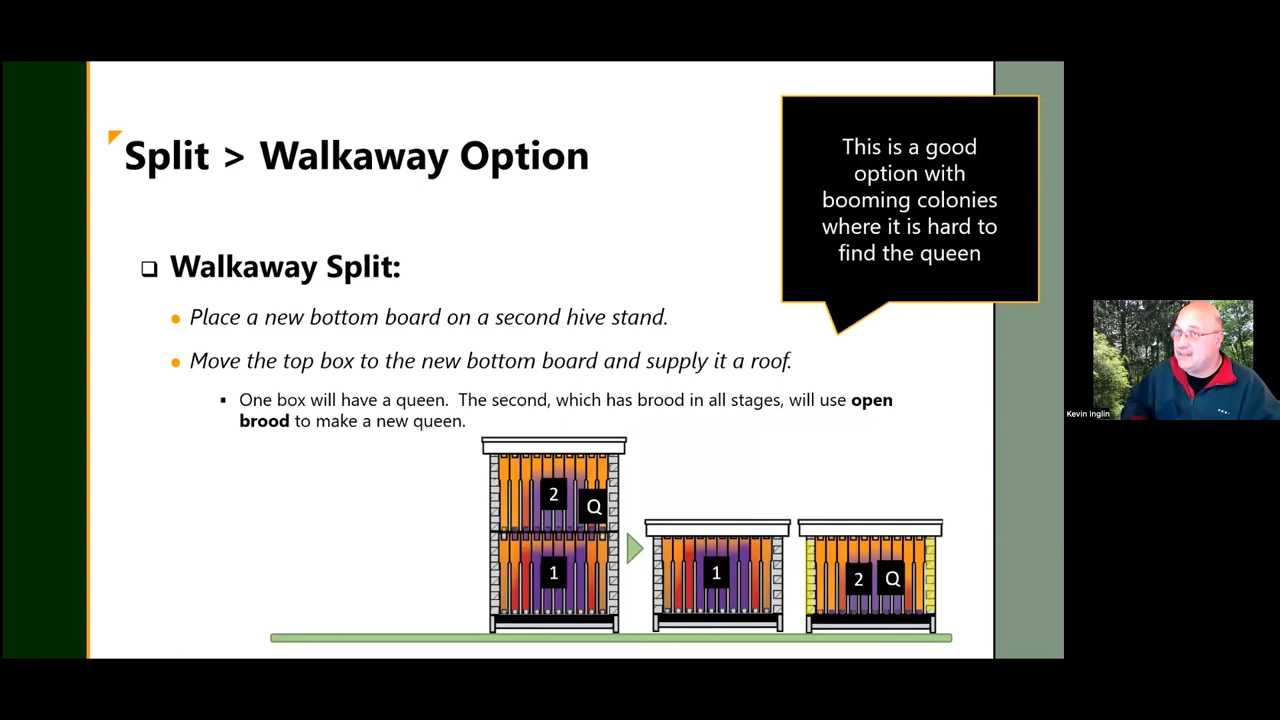 Split > Walkaway Option
This is a good
option with
booming colonies
where it is hard to
find the queen
Walkaway Split:
Place a new bottom board on a second hive stand.
Move the top box to the new bottom board and supply it a roof.
One box will have a queen. The second, which has brood in all stages, will use open
brood to make a new queen.
2
Q
1
1
2 Q
Kevin Inglin